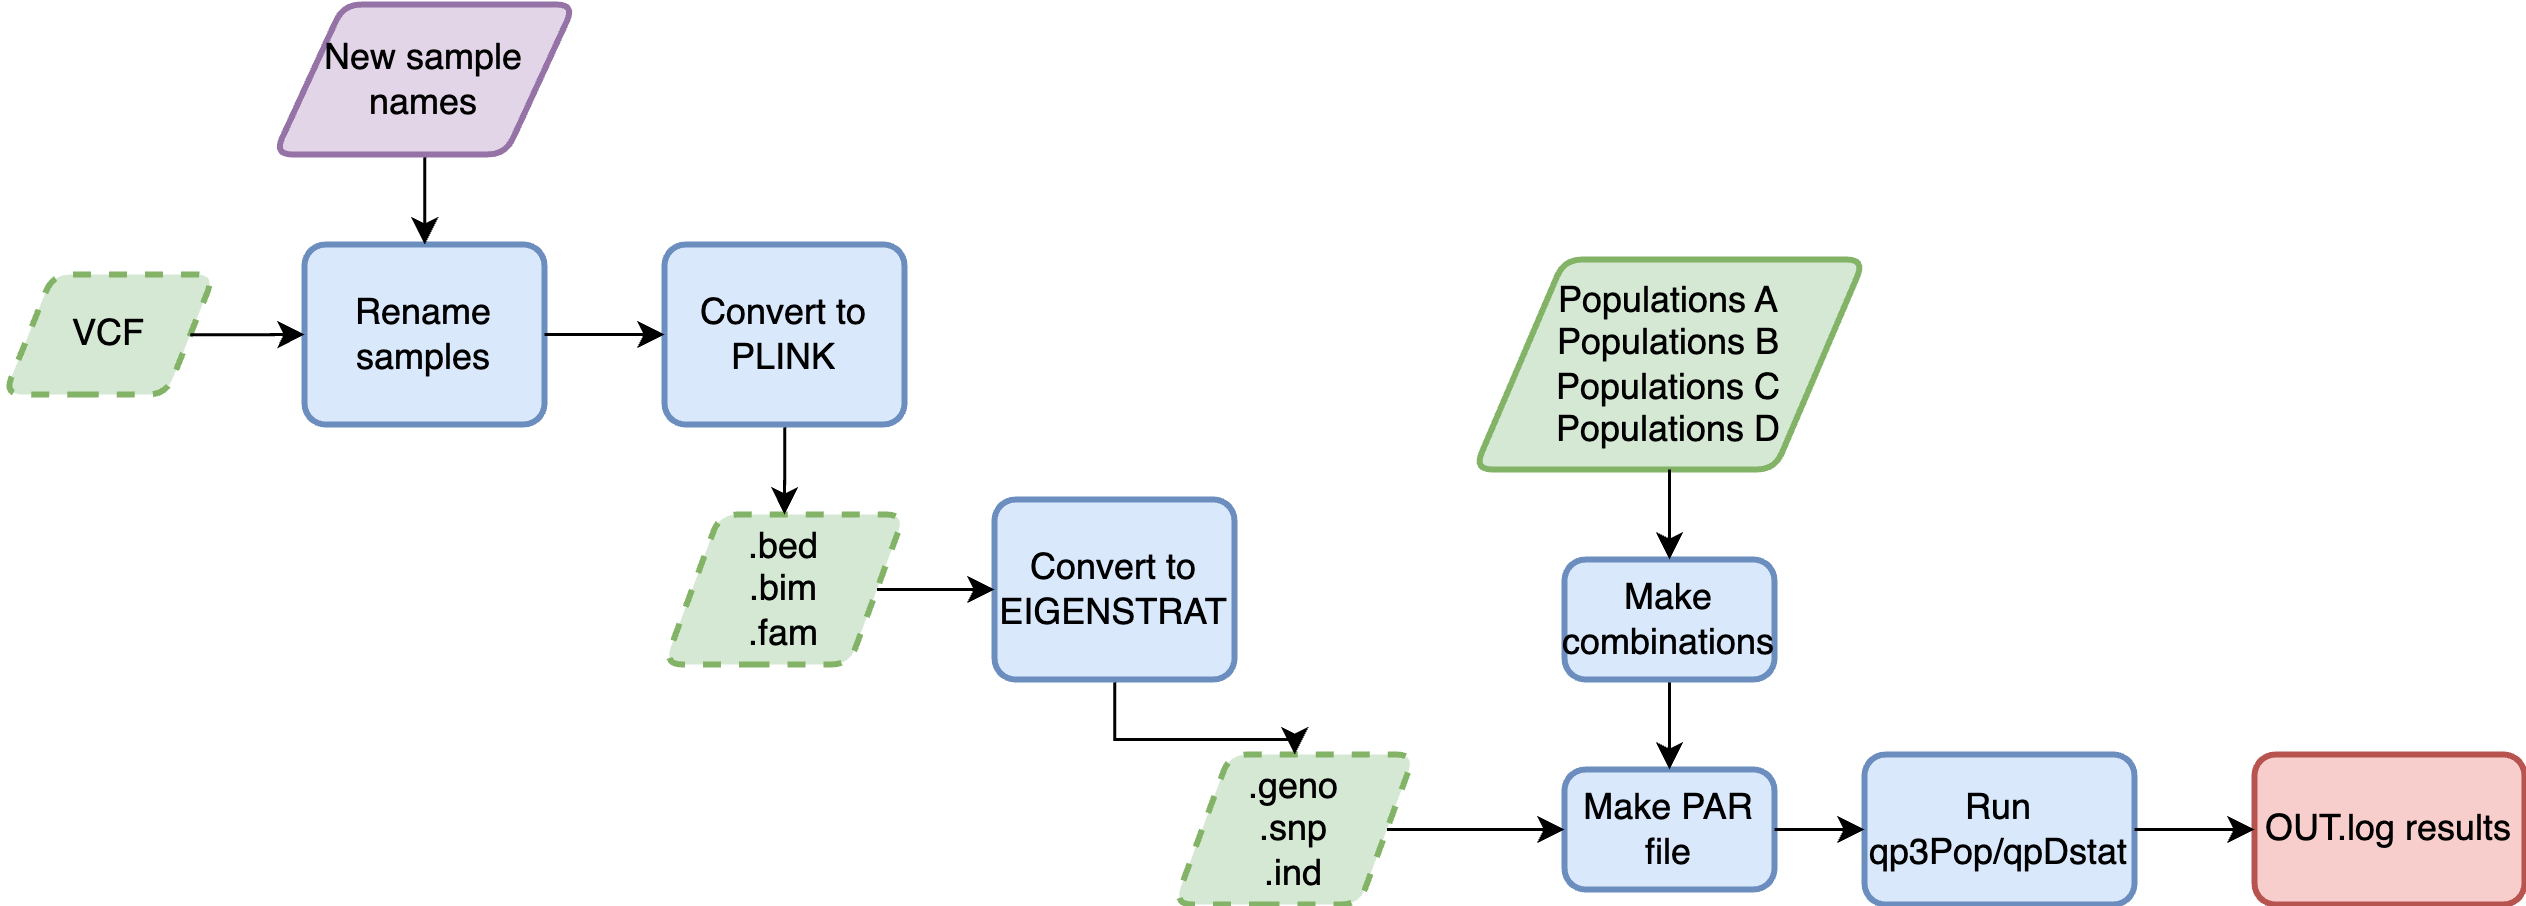 New sample
names
VCF
Rename
samples
Convert to
PLINK
.bed
.bim
.fam
Convert to
EIGENSTRAT
.geno
.snp
.ind
Populations A
Populations B
Populations C
Populations D
Make
combinations
Make PAR
file
Run
qp3Pop/qpDstat
OUT.log results